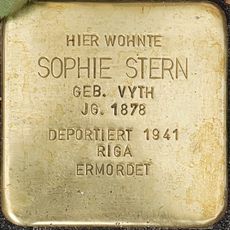 HIER WOHNTE
SOPHIE STERN
GEB. VYTH
JG. 1878
DEPORTIERT 1941
RIGA
ERMORDET